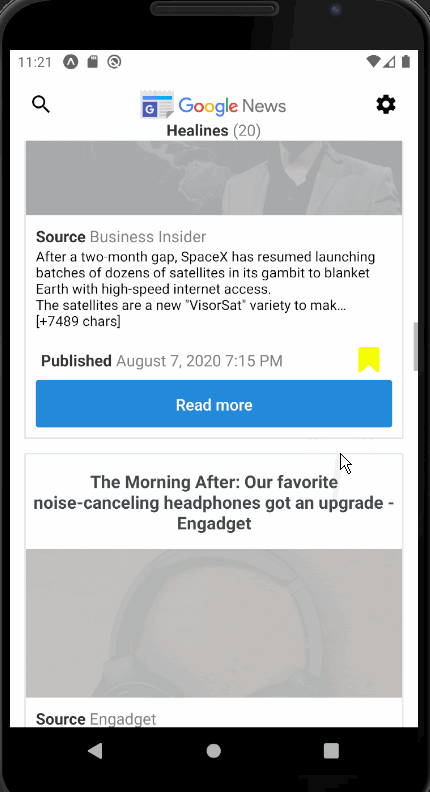 11:21
Google News
Healines (20)
Source Business Insider
After a two-month gap, SpaceX has resumed launching
batches of dozens of satellites in its gambit to blanket
Earth with high-speed internet access.
The satellites are a new "VisorSat" variety to mak…
[+7489 chars]
Published August 7, 2020 7:15 PM
Read more
The Morning After: Our favorite
noise-canceling headphones got an upgrade -
Engadget
Source Engadget